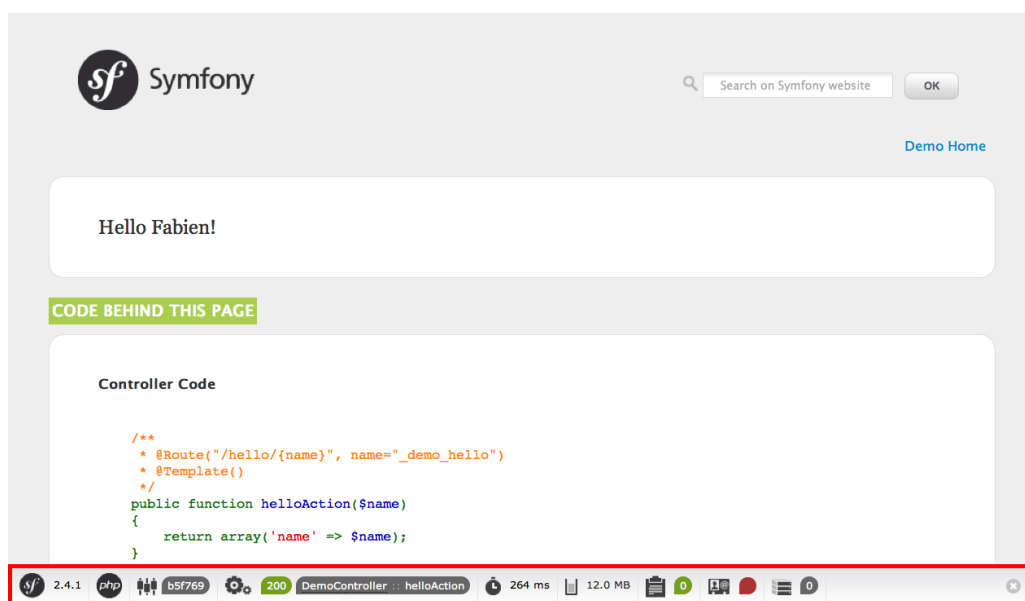 sf Symfony
Search on Symfony website OK
Demo Home
Hello Fabien!
CODE BEHIND THIS PAGE
Controller Code
/**
* @Route("/hello/{name}", name="_demo_hello")
* @Template()
*/
public function helloAction($name)
{
return array('name' => $name);
}
sf 2.4.1 php b5f769 200 DemoController :: helloAction 264 ms 12.0 MB 0 0